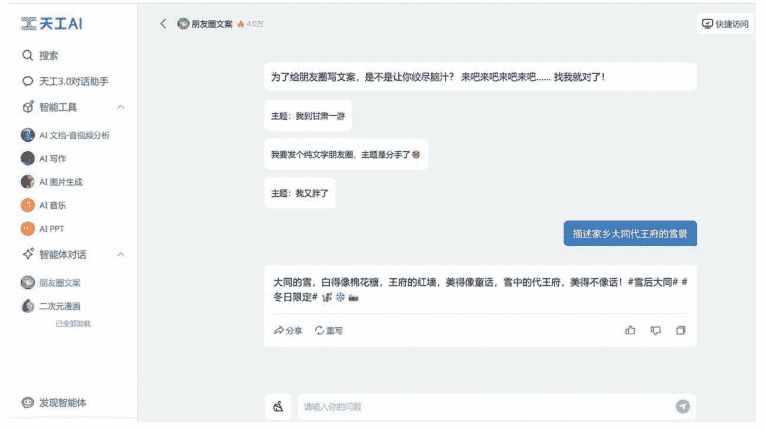 天工AI
搜索
天工3.0对话助手
智能工具
AI 文档-音视频分析
AI 写作
AI 图片生成
AI 音乐
AI PPT
智能体对话
朋友圈文案
二次元漫画
已全部加载
发现智能体
朋友圈文案 4.0万
快捷访问
为了给朋友圈写文案，是不是让你绞尽脑汁？ 来吧来吧来吧来吧...... 找我就对了！
主题：我到甘肃一游
我要发个纯文字朋友圈，主题是分手了
主题：我又胖了
描述家乡大同代王府的雪景
大同的雪，白得像棉花糖，王府的红墙，美得像童话，雪中的代王府，美得不像话！#雪后大同# #
冬日限定#
分享 重写
请输入你的问题